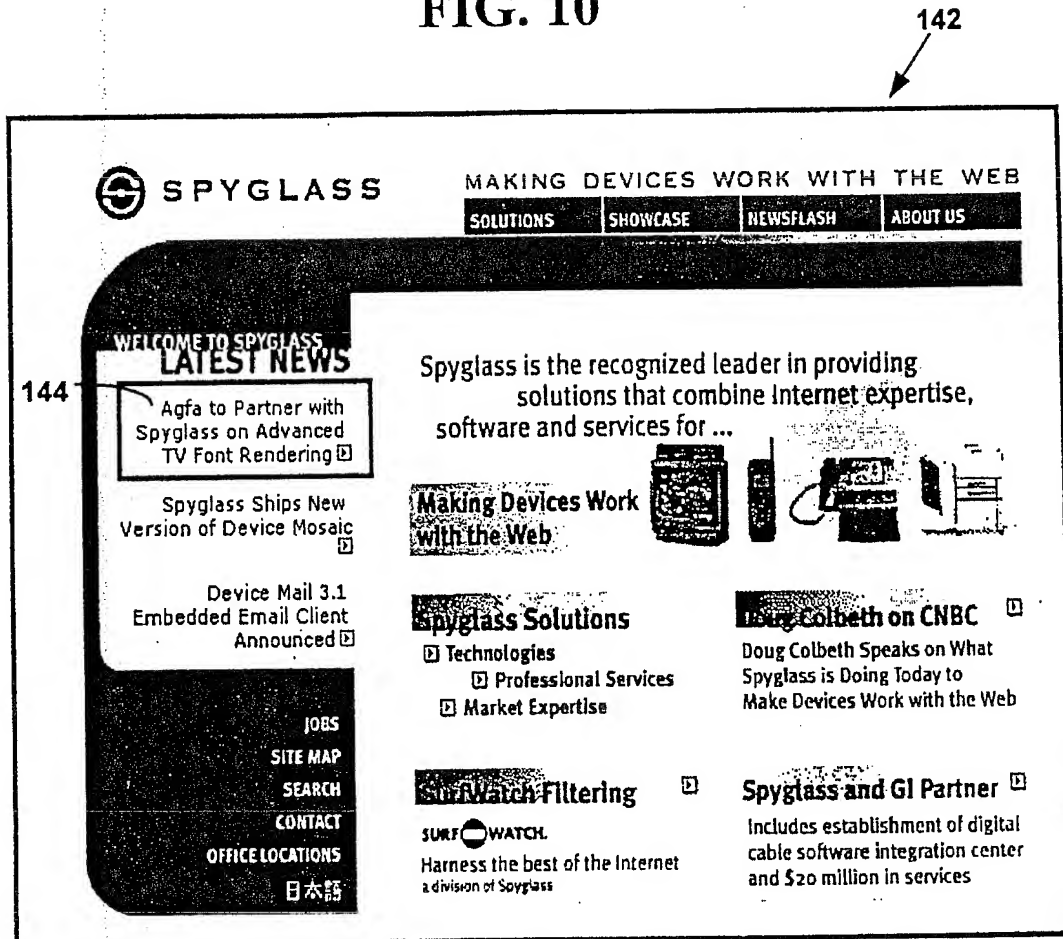 FIG. 10
142
SPYGLASS
MAKING DEVICES WORK WITH THE WEB
SOLUTIONS
SHOWCASE
NEWSFLASH
ABOUT US
WELCOME TO SPYGLASS
LATEST NEWS
144
Agfa to Partner with
Spyglass on Advanced
TV Font Rendering
Spyglass Ships New
Version of Device Mosaic
Device Mail 3.1
Embedded Email Client
Announced
JOBS
SITE MAP
SEARCH
CONTACT
OFFICE LOCATIONS
日本語
Spyglass is the recognized leader in providing
solutions that combine Internet expertise,
software and services for ...
Making Devices Work
with the Web
Spyglass Solutions
Technologies
Professional Services
Market Expertise
Doug Colbeth on CNBC
Doug Colbeth Speaks on What
Spyglass is Doing Today to
Make Devices Work with the Web
SurfWatch Filtering
SURF WATCH.
Harness the best of the Internet
a division of Spyglass
Spyglass and GI Partner
Includes establishment of digital
cable software integration center
and $20 million in services